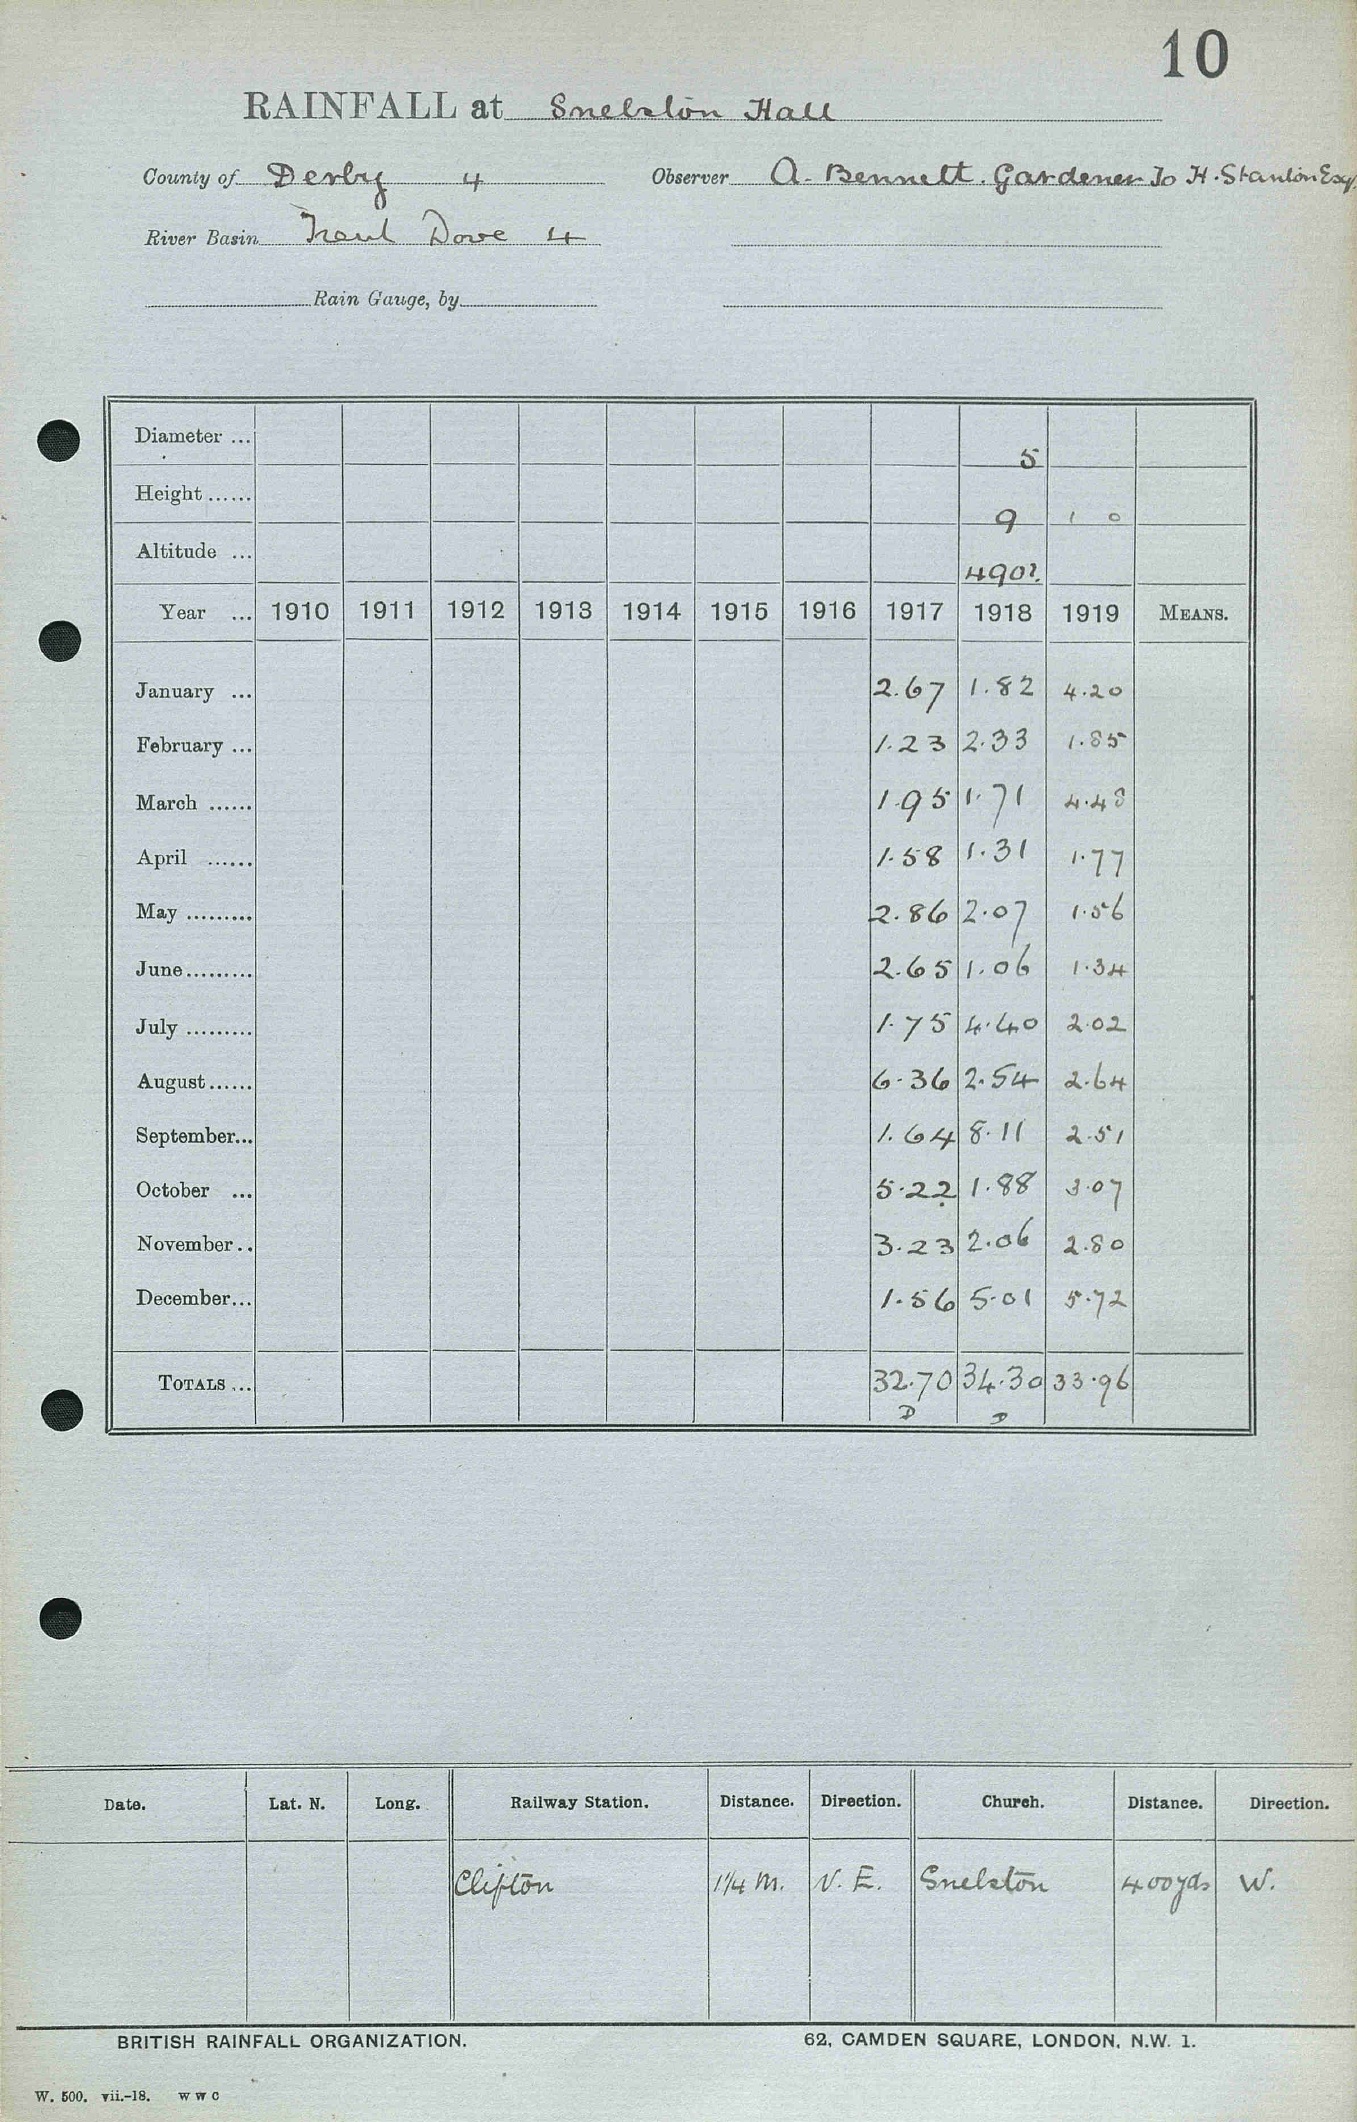 10
RAINFALL at Snelston Hall
County of Derby 4 Observer A. Bennett. Gardener To H. Stanton Esq
River Basin Trent Dove 4
Rain Gauge, by
Diameter ... 5
Height ...... 9 1 0
Altitude ... 490?
Year ... 1910 1911 1912 1913 1914 1915 1916 1917 1918 1919 MEANS.
January ... 2.67 1.82 4.20
February ... 1.23 2.33 1.85
March ...... 1.95 1.71 4.48
April ...... 1.58 1.31 1.77
May ......... 2.86 2.07 1.56
June ......... 2.65 1.06 1.34
July ......... 1.75 4.40 2.02
August ...... 6.36 2.54 2.64
September... 1.64 8.11 2.51
October ... 5.22 1.88 3.07
November .. 3.23 2.06 2.80
December... 1.56 5.01 5.72
TOTALS ... 32.70 34.30 33.96
D D
Date. Lat. N. Long. Railway Station. Distance. Direction. Church. Distance. Direction.
Clifton 1¼ M. N. E. Snelston 400yds W.
BRITISH RAINFALL ORGANIZATION. 62, CAMDEN SQUARE, LONDON, N.W. 1.
W. 500. vii.-18. W W C